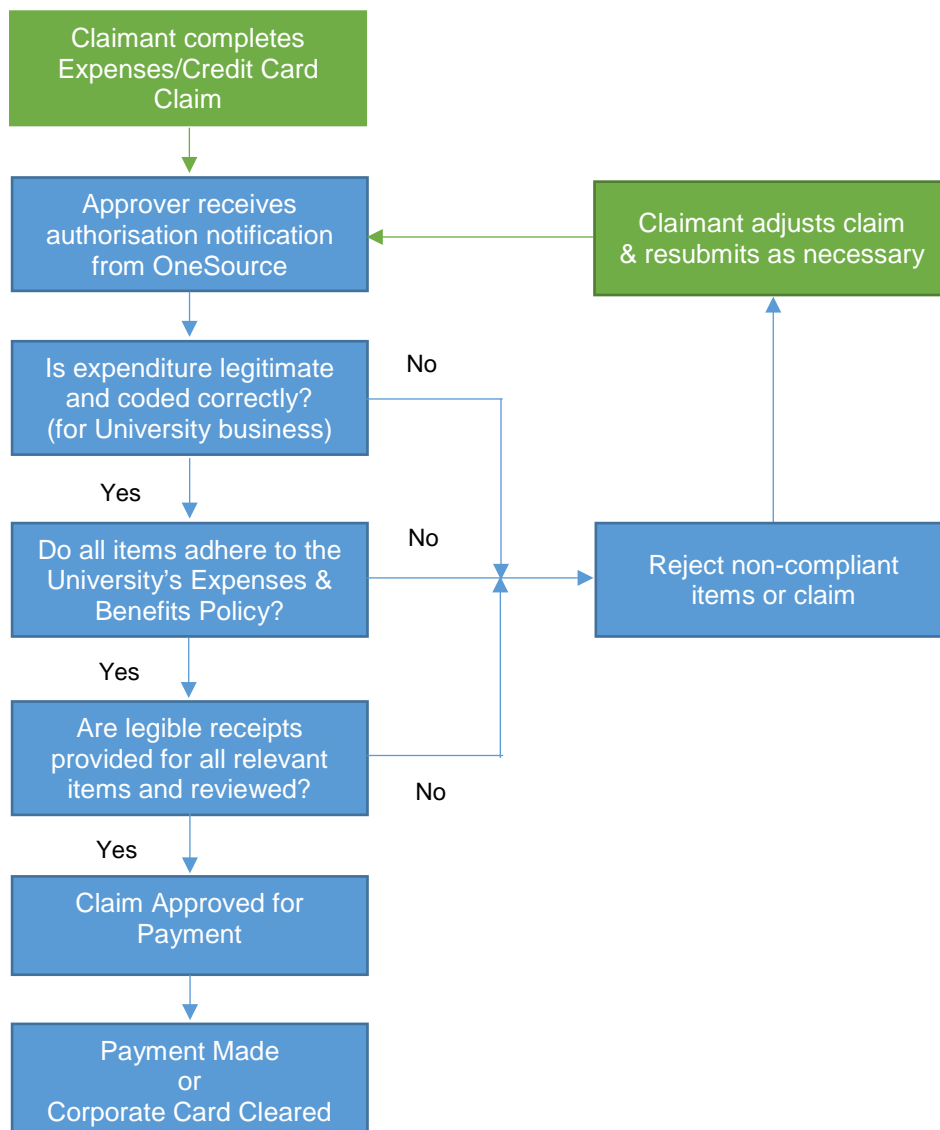 Claimant completes
Expenses/Credit Card
Claim
Approver receives
authorisation notification
from OneSource
Claimant adjusts claim
& resubmits as necessary
Is expenditure legitimate
and coded correctly?
(for University business)
No
Yes
Do all items adhere to the
University's Expenses &
Benefits Policy?
No
Reject non-compliant
items or claim
Yes
Are legible receipts
provided for all relevant
items and reviewed?
No
Yes
Claim Approved for
Payment
Payment Made
or
Corporate Card Cleared